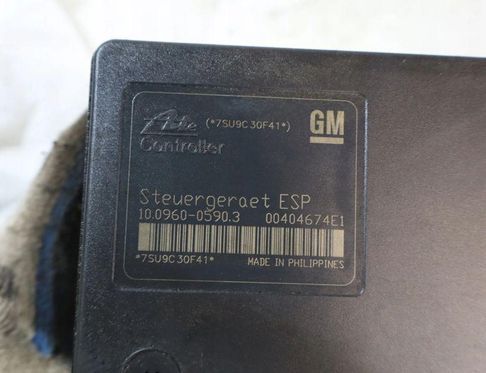 Ate (*7SU9C30F41*) GM
Controller
Steuergeraet ESP
10.0960-0590.3 00404674E1
*7SU9C30F41* MADE IN PHILIPPINES